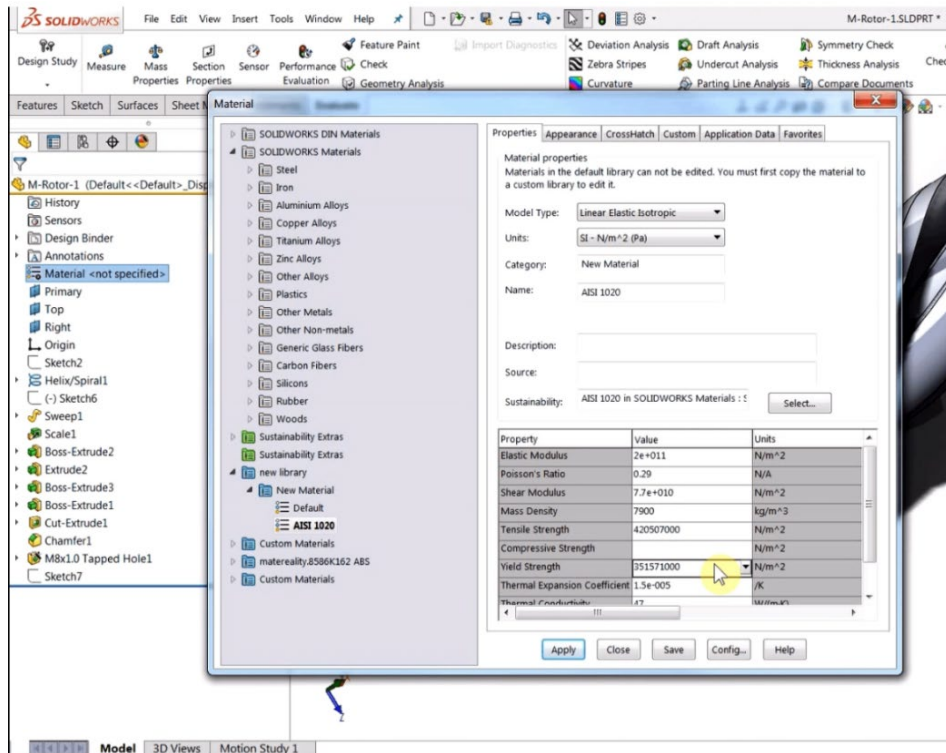 SOLIDWORKS File Edit View Insert Tools Window Help M-Rotor-1.SLDPRT *
Design Study
Measure
Mass Properties
Section Properties
Sensor
Performance Evaluation
Feature Paint
Check
Geometry Analysis
Import Diagnostics
Deviation Analysis
Zebra Stripes
Curvature
Draft Analysis
Undercut Analysis
Parting Line Analysis
Symmetry Check
Thickness Analysis
Compare Documents
Features Sketch Surfaces Sheet
Evaluate
M-Rotor-1 (Default<<Default>_Disp
History
Sensors
Design Binder
Annotations
Material <not specified>
Primary
Top
Right
Origin
Sketch2
Helix/Spiral1
(-) Sketch6
Sweep1
Scale1
Boss-Extrude2
Extrude2
Boss-Extrude3
Boss-Extrude1
Cut-Extrude1
Chamfer1
M8x1.0 Tapped Hole1
Sketch7
Material
SOLIDWORKS DIN Materials
SOLIDWORKS Materials
Steel
Iron
Aluminium Alloys
Copper Alloys
Titanium Alloys
Zinc Alloys
Other Alloys
Plastics
Other Metals
Other Non-metals
Generic Glass Fibers
Carbon Fibers
Silicons
Rubber
Woods
Sustainability Extras
Sustainability Extras
new library
New Material
Default
AISI 1020
Custom Materials
matereality.8586K162 ABS
Custom Materials
Properties Appearance CrossHatch Custom Application Data Favorites
Material properties
Materials in the default library can not be edited. You must first copy the material to
a custom library to edit it.
Model Type: Linear Elastic Isotropic
Units: SI - N/m^2 (Pa)
Category: New Material
Name: AISI 1020
Description:
Source:
Sustainability: AISI 1020 in SOLIDWORKS Materials : S Select...
Property Value Units
Elastic Modulus 2e+011 N/m^2
Poisson's Ratio 0.29 N/A
Shear Modulus 7.7e+010 N/m^2
Mass Density 7900 kg/m^3
Tensile Strength 420507000 N/m^2
Compressive Strength N/m^2
Yield Strength 351571000 N/m^2
Thermal Expansion Coefficient 1.5e-005 /K
Thermal Conductivity 47 W/(m·K)
Apply Close Save Config... Help
Z
Model 3D Views Motion Study 1